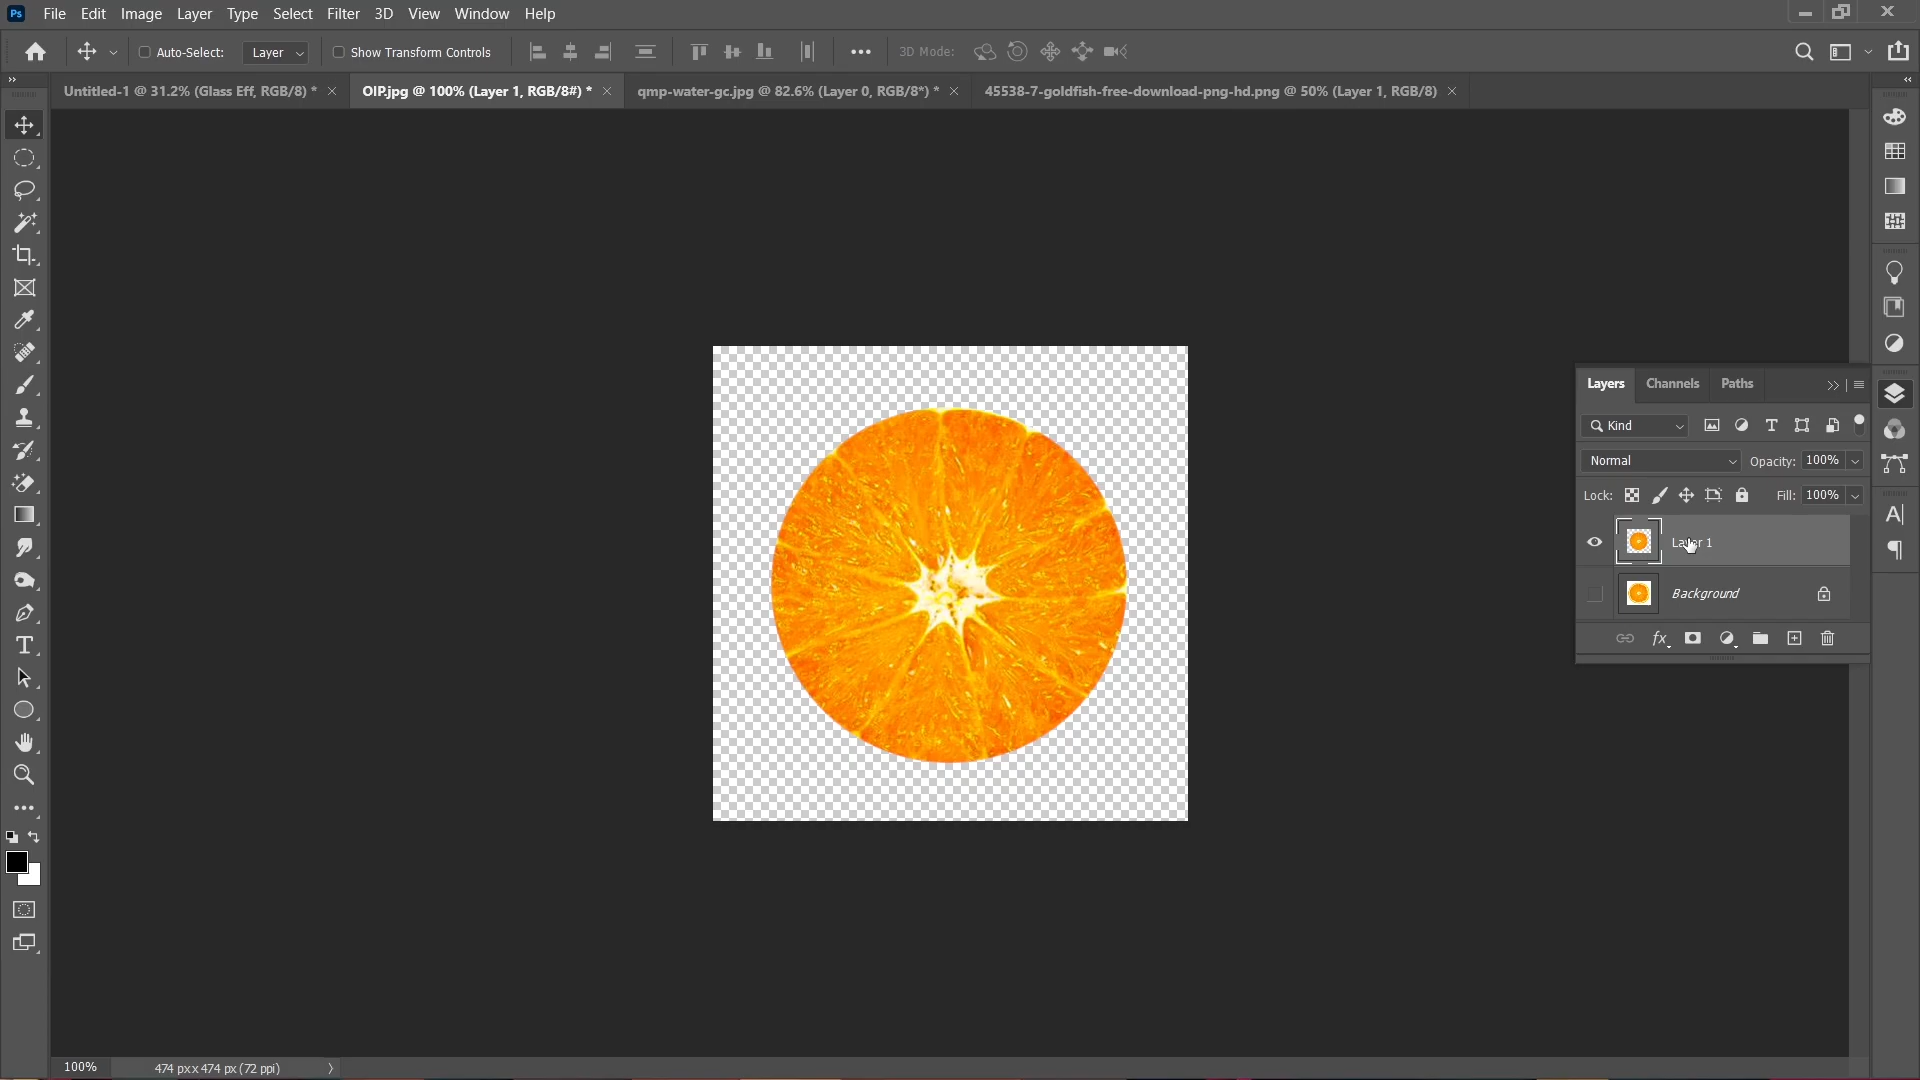 Ps File Edit Image Layer Type Select Filter 3D View Window Help
Auto-Select: Layer Show Transform Controls 3D Mode:
Untitled-1 @ 31.2% (Glass Eff, RGB/8) * OIP.jpg @ 100% (Layer 1, RGB/8#) * qmp-water-gc.jpg @ 82.6% (Layer 0, RGB/8*) * 45538-7-goldfish-free-download-png-hd.png @ 50% (Layer 1, RGB/8)
Layers Channels Paths
Kind
Normal Opacity: 100%
Lock: Fill: 100%
Layer 1
Background
fx
100% 474 px x 474 px (72 ppi)